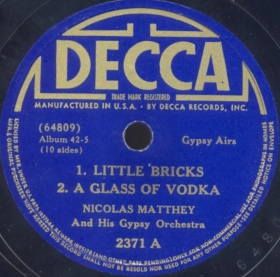 DECCA
TRADE MARK REGISTERED
MANUFACTURED IN U.S.A. BY DECCA RECORDS, INC.
(64809)
Album 42-5
(10 sides)
Gypsy Airs
1. LITTLE BRICKS
2. A GLASS OF VODKA
NICOLAS MATTHEY
And His Gypsy Orchestra
2371 A